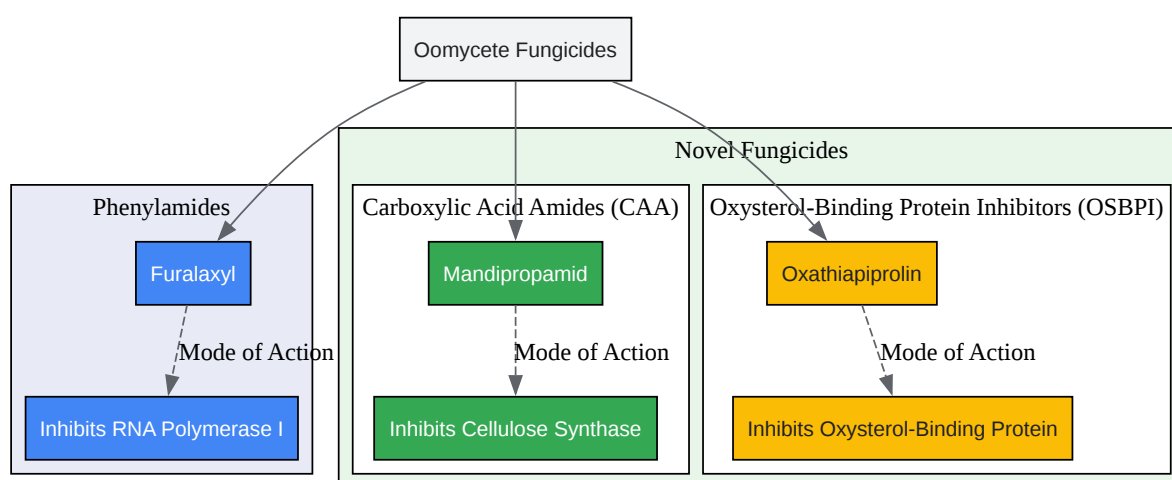 Oomycete Fungicides
Novel Fungicides
Phenylamides
Carboxylic Acid Amides (CAA)
Oxysterol-Binding Protein Inhibitors (OSBPI)
Furalaxyl
Mandipropamid
Oxathiapiprolin
Mode of Action
Mode of Action
Mode of Action
Inhibits RNA Polymerase I
Inhibits Cellulose Synthase
Inhibits Oxysterol-Binding Protein